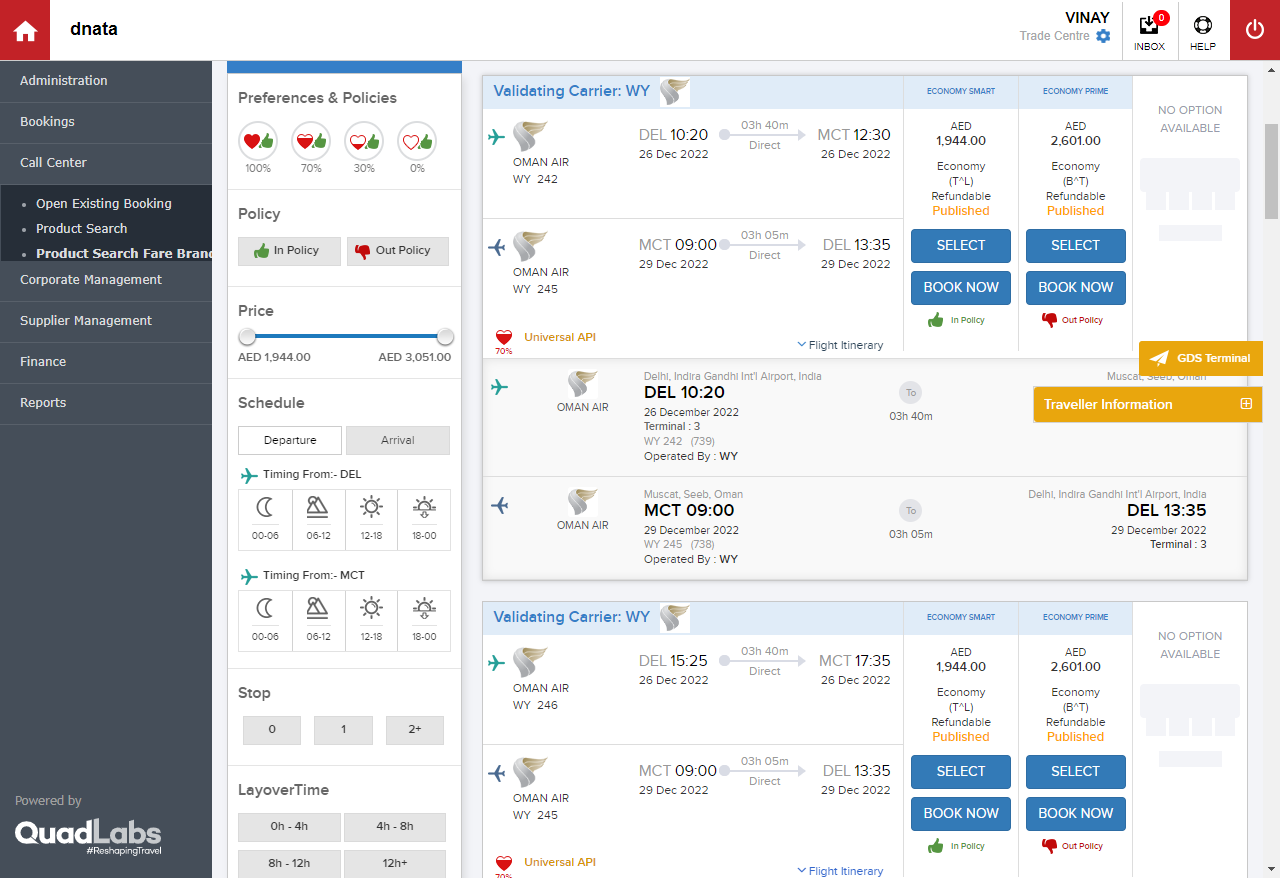 dnata
VINAY
Trade Centre
0
INBOX
HELP
Administration
Bookings
Call Center
Open Existing Booking
Product Search
Product Search Fare Bran
Corporate Management
Supplier Management
Finance
Reports
Powered by
QuadLabs
#ReshapingTravel
Preferences & Policies
100% 70% 30% 0%
Policy
In Policy Out Policy
Price
AED 1,944.00 AED 3,051.00
Schedule
Departure Arrival
Timing From:- DEL
00-06 06-12 12-18 18-00
Timing From:- MCT
00-06 06-12 12-18 18-00
Stop
0 1 2+
LayoverTime
0h - 4h 4h - 8h
8h - 12h 12h+
Validating Carrier: WY
ECONOMY SMART ECONOMY PRIME
NO OPTION
AVAILABLE
OMAN AIR
WY 242
DEL 10:20 03h 40m MCT 12:30
26 Dec 2022 Direct 26 Dec 2022
OMAN AIR
WY 245
MCT 09:00 03h 05m DEL 13:35
29 Dec 2022 Direct 29 Dec 2022
70%
Universal API
Flight Itinerary
AED
1,944.00
Economy
(T^L)
Refundable
Published
SELECT
BOOK NOW
In Policy
AED
2,601.00
Economy
(B^T)
Refundable
Published
SELECT
BOOK NOW
Out Policy
GDS Terminal
Traveller Information
OMAN AIR
Delhi, Indira Gandhi Int'l Airport, India
DEL 10:20
26 December 2022
Terminal : 3
WY 242 (739)
Operated By : WY
To
03h 40m
Muscat, Seeb, Oman
OMAN AIR
Muscat, Seeb, Oman
MCT 09:00
29 December 2022
WY 245 (738)
Operated By : WY
To
03h 05m
Delhi, Indira Gandhi Int'l Airport, India
DEL 13:35
29 December 2022
Terminal : 3
Validating Carrier: WY
ECONOMY SMART ECONOMY PRIME
NO OPTION
AVAILABLE
OMAN AIR
WY 246
DEL 15:25 03h 40m MCT 17:35
26 Dec 2022 Direct 26 Dec 2022
OMAN AIR
WY 245
MCT 09:00 03h 05m DEL 13:35
29 Dec 2022 Direct 29 Dec 2022
70%
Universal API
Flight Itinerary
AED
1,944.00
Economy
(T^L)
Refundable
Published
SELECT
BOOK NOW
In Policy
AED
2,601.00
Economy
(B^T)
Refundable
Published
SELECT
BOOK NOW
Out Policy